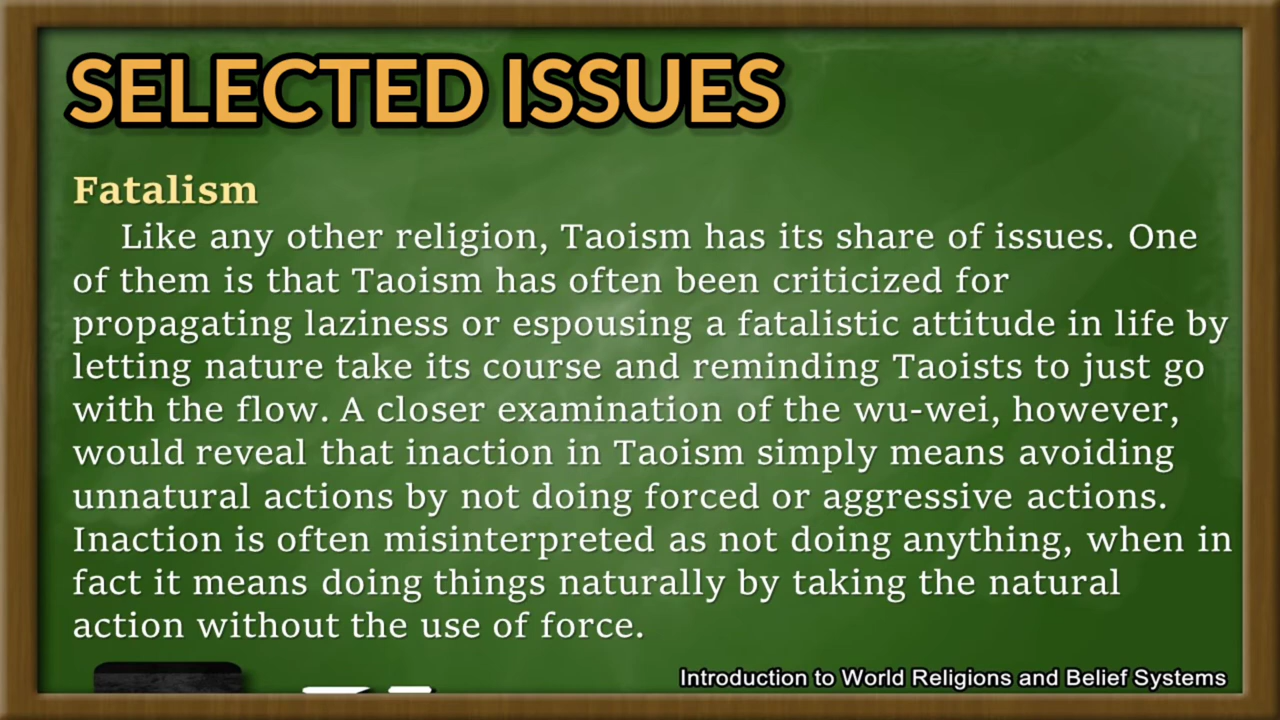 SELECTED ISSUES
Fatalism
Like any other religion, Taoism has its share of issues. One
of them is that Taoism has often been criticized for
propagating laziness or espousing a fatalistic attitude in life by
letting nature take its course and reminding Taoists to just go
with the flow. A closer examination of the wu-wei, however,
would reveal that inaction in Taoism simply means avoiding
unnatural actions by not doing forced or aggressive actions.
Inaction is often misinterpreted as not doing anything, when in
fact it means doing things naturally by taking the natural
action without the use of force.
Introduction to World Religions and Belief Systems